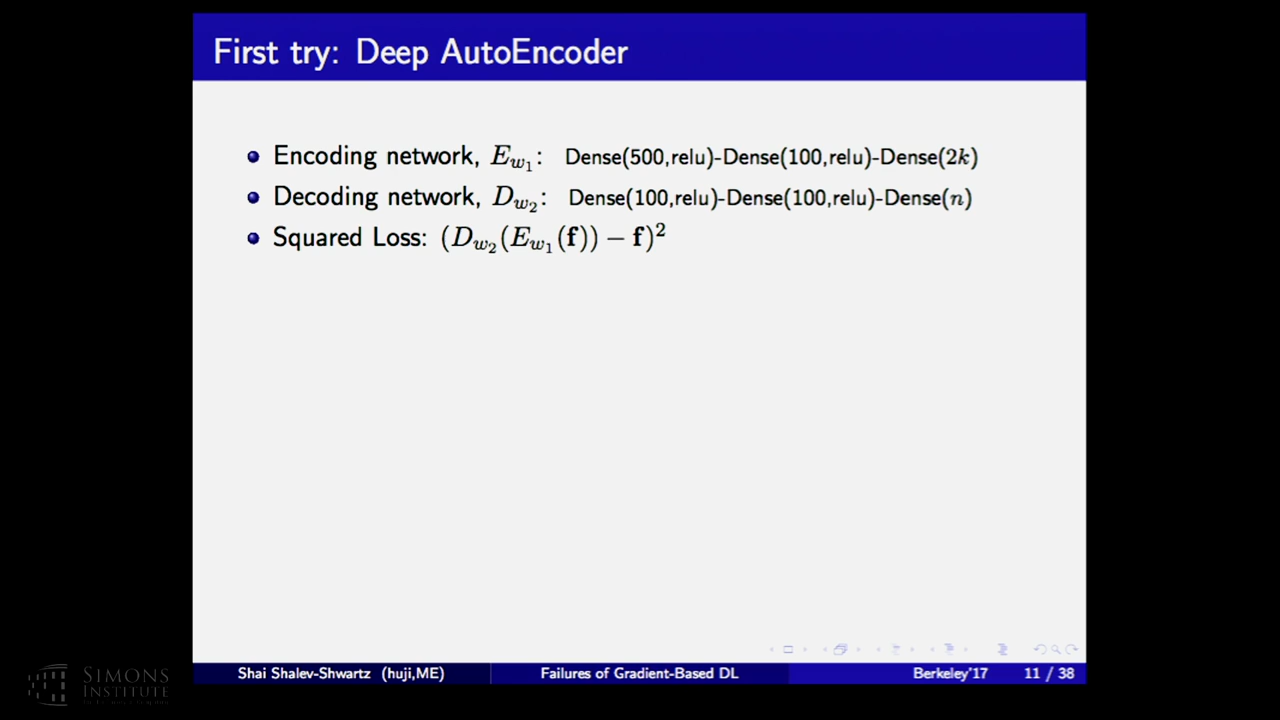 First try: Deep AutoEncoder
Encoding network, E_{w_1}: Dense(500,relu)-Dense(100,relu)-Dense(2k)
Decoding network, D_{w_2}: Dense(100,relu)-Dense(100,relu)-Dense(n)
Squared Loss: (D_{w_2}(E_{w_1}(f)) − f)^2
Shai Shalev-Shwartz (huji,ME) Failures of Gradient-Based DL Berkeley'17 11 / 38
SIMONS
INSTITUTE